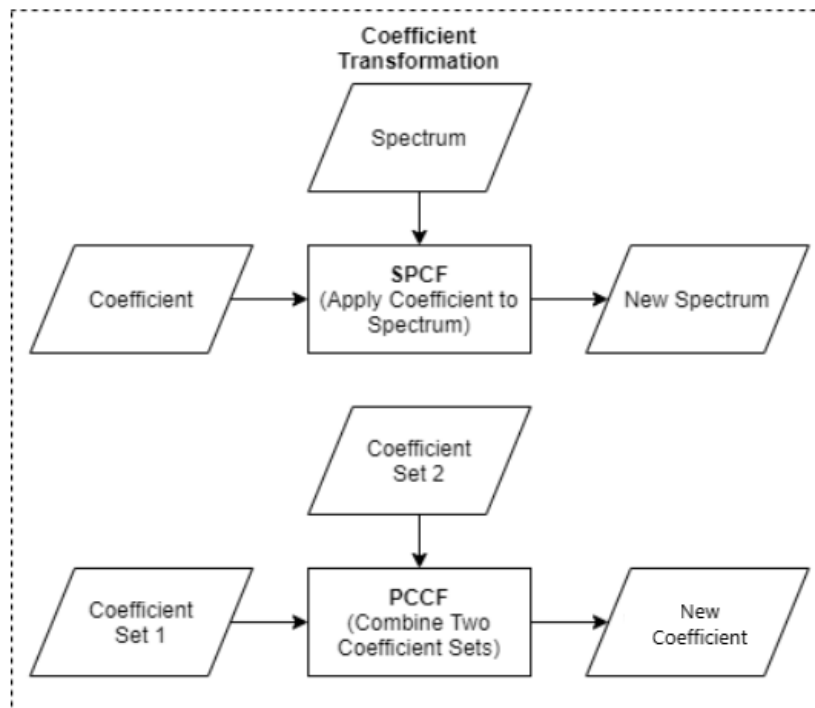 Coefficient
Transformation
Spectrum
Coefficient
SPCF
(Apply Coefficient to
Spectrum)
New Spectrum
Coefficient
Set 2
Coefficient
Set 1
PCCF
(Combine Two
Coefficient Sets)
New
Coefficient